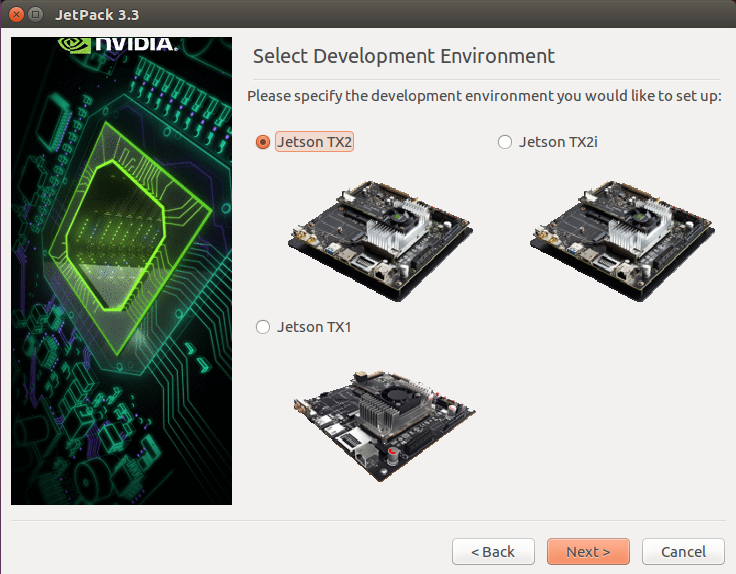 JetPack 3.3
NVIDIA.
Select Development Environment
Please specify the development environment you would like to set up:
Jetson TX2
Jetson TX2i
Jetson TX1
< Back
Next >
Cancel